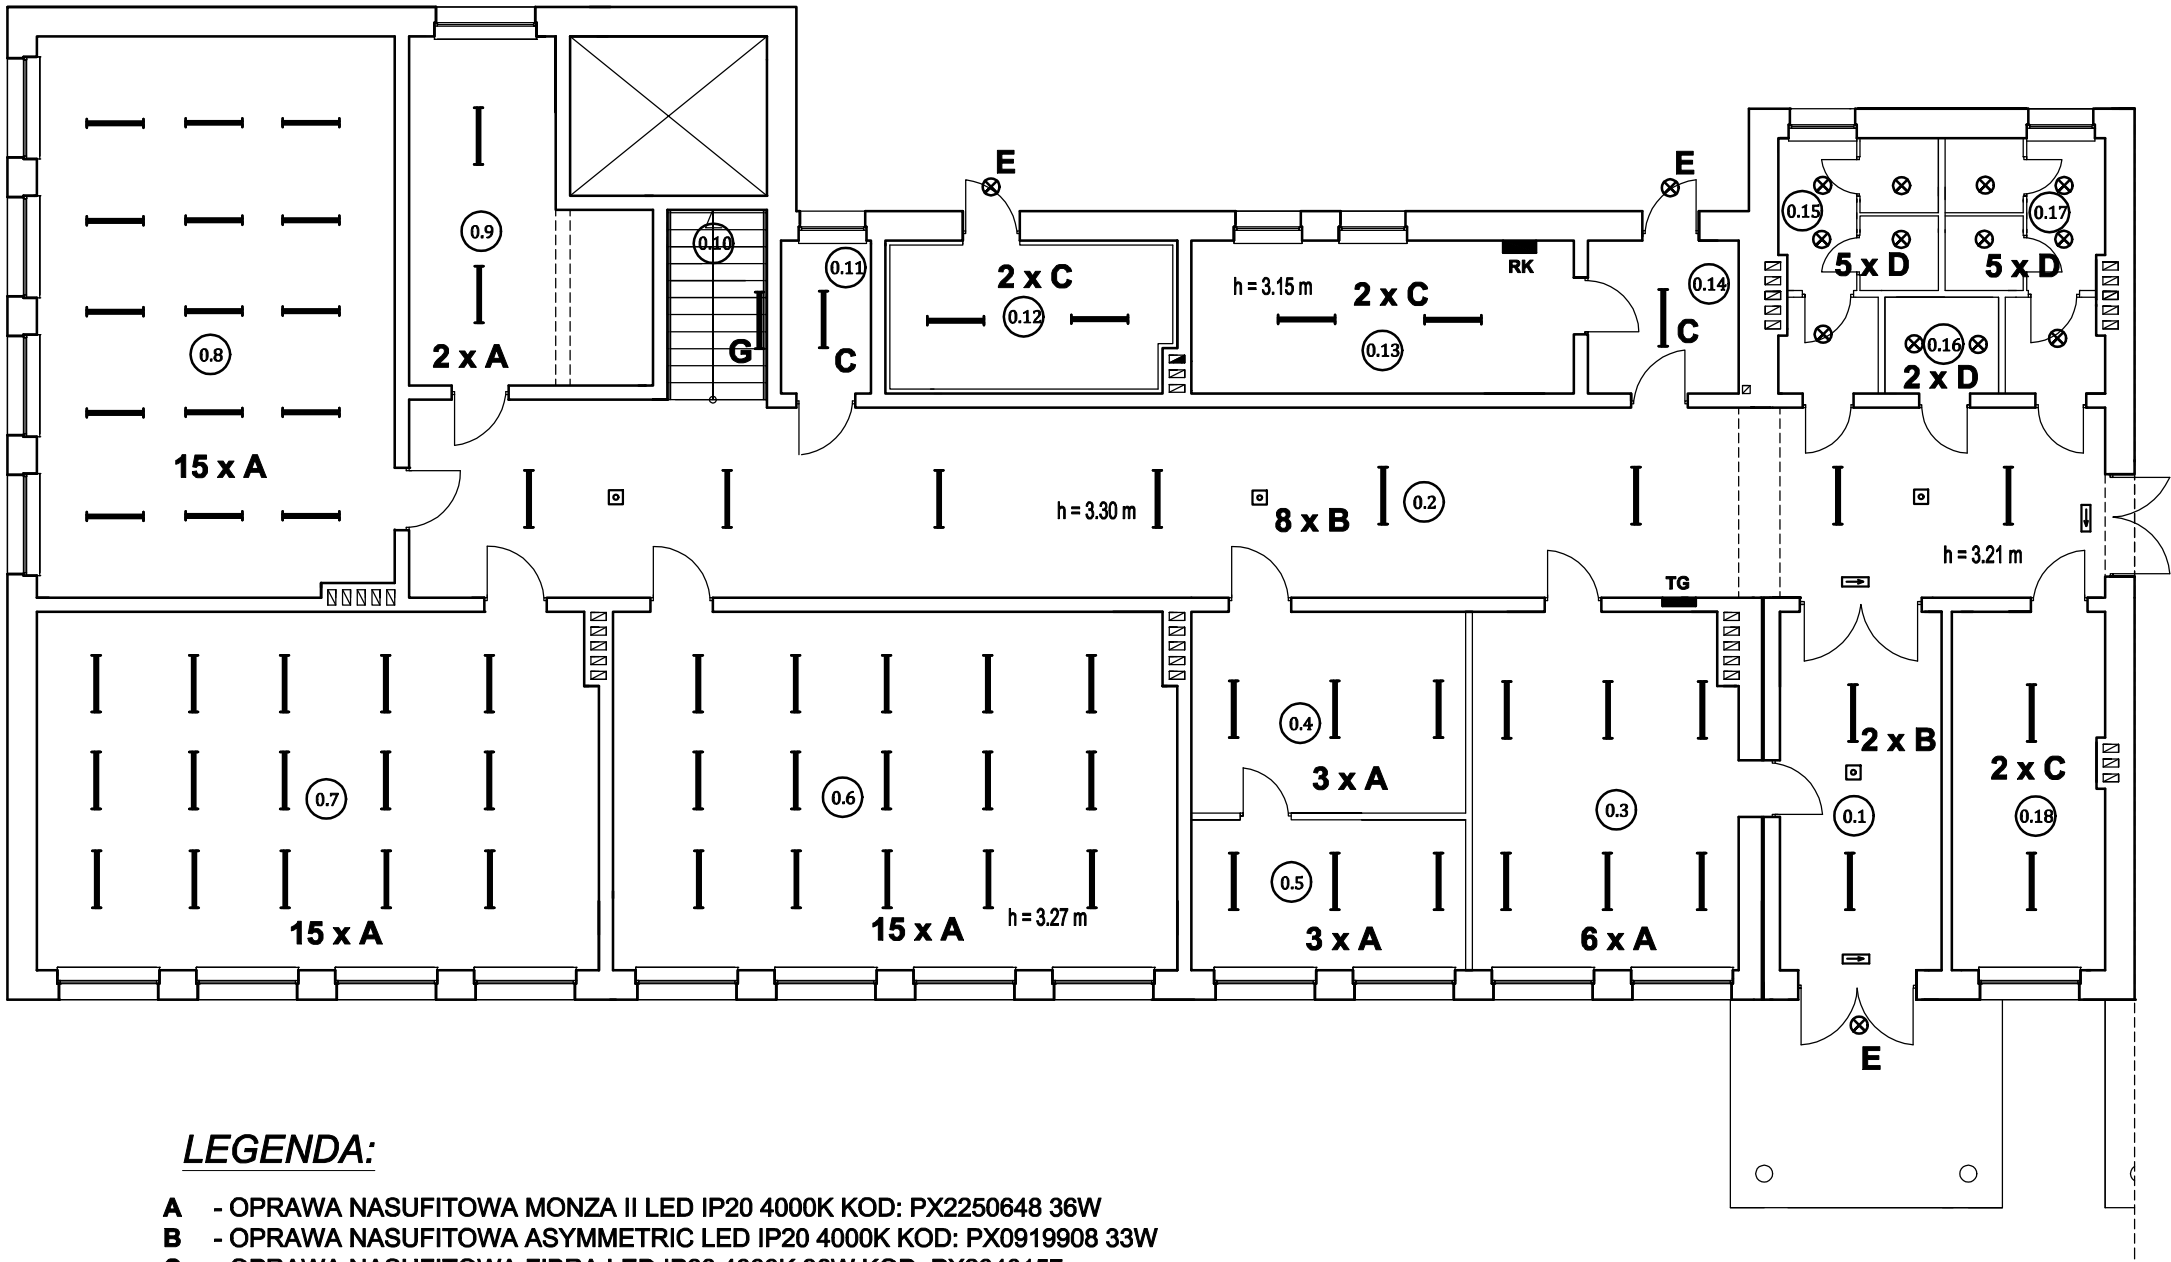 E
E
0.15
0.17
0.9
0.10
0.11
5 x D
5 x D
2 x C
RK
h = 3.15 m
2 x C
0.14
0.12
C
0.8
2 x A
G
C
0.13
0.16
2 x D
15 x A
h = 3.30 m
8 x B
0.2
h = 3.21 m
TG
0.4
2 x B
3 x A
2 x C
0.7
0.6
0.3
0.1
0.18
0.5
15 x A
15 x A
h = 3.27 m
3 x A
6 x A
E
LEGENDA:
A - OPRAWA NASUFITOWA MONZA II LED IP20 4000K KOD: PX2250648 36W
B - OPRAWA NASUFITOWA ASYMMETRIC LED IP20 4000K KOD: PX0919908 33W